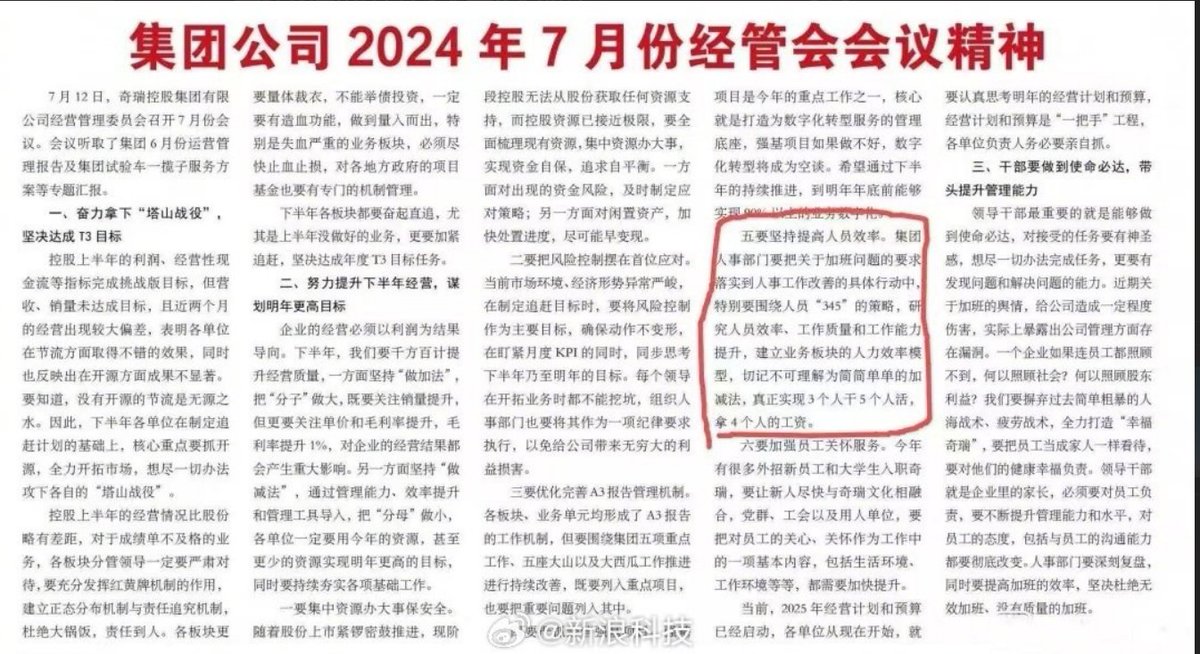 集团公司 2024 年 7 月份经管会会议精神
7 月 12 日，奇瑞控股集团有限
公司经营管理委员会召开 7 月份会
议。会议听取了集团 6 月份运营管
理报告及集团试验车一揽子服务方
案等专题汇报。
一、奋力拿下“塔山战役”，
坚决达成 T3 目标
控股上半年的利润、经营性现
金流等指标完成挑战版目标，但营
收、销量未达成目标，且近两个月
的经营出现较大偏差，表明各单位
在节流方面取得不错的效果，同时
也反映出在开源方面成果不显著。
要知道，没有开源的节流是无源之
水。因此，下半年各单位在制定追
赶计划的基础上，核心重点要抓开
源，全力开拓市场，想尽一切办法
攻下各自的“塔山战役”。
控股上半年的经营情况比股份
略有差距，对于成绩单不及格的业
务，各板块分管领导一定要严肃对
待，要充分发挥红黄牌机制的作用，
建立正态分布机制与责任追究机制，
杜绝大锅饭，责任到人。各板块更
要量体裁衣，不能举债投资，一定
要有造血功能，做到量入而出，特
别是失血严重的业务板块，必须尽
快止血止损，对各地方政府的项目
基金也要有专门的机制管理。
下半年各板块都要奋起直追，尤
其是上半年没做好的业务，更要加紧
追赶，坚决达成年度 T3 目标任务。
二、努力提升下半年经营，谋
划明年更高目标
企业的经营必须以利润为结果
导向。下半年，我们要千方百计提
升经营质量，一方面坚持“做加法”，
把“分子”做大，既要关注销量提升，
但更要关注单价和毛利率提升，毛
利率提升 1%，对企业的经营结果都
会产生重大影响。另一方面坚持“做
减法”，通过管理能力、效率提升
和管理工具导入，把“分母”做小，
各单位一定要用今年的资源，甚至
更少的资源实现明年更高的目标，
同时要持续夯实各项基础工作。
一要集中资源办大事保安全。
随着股份上市紧锣密鼓推进，现阶
段控股无法从股份获取任何资源支
持，而控股资源已接近极限，要全
面梳理现有资源，集中资源办大事，
实现资金自保，追求自平衡。一方
面对出现的资金风险，及时制定应
对策略；另一方面对闲置资产，加
快处置进度，尽可能早变现。
二要把风险控制摆在首位应对。
当前市场环境、经济形势异常严峻，
在制定追赶目标时，要将风险控制
作为主要目标，确保动作不变形，
在盯紧月度 KPI 的同时，同步思考
下半年乃至明年的目标。每个领导
在开拓业务时都不能挖坑，组织人
事部门也要将其作为一项纪律要求
执行，以免给公司带来无穷大的利
益损害。
三要优化完善 A3 报告管理机制。
各板块、业务单元均形成了 A3 报告
的工作机制，但要围绕集团五项重点
工作、五座大山以及大西瓜工作推进
进行持续改善，既要列入重点项目，
也要把重要问题列入其中。
项目是今年的重点工作之一，核心
就是打造为数字化转型服务的管理
底座，强基项目如果做不好，数字
化转型将成为空谈。希望通过下半
年的持续推进，到明年年底前能够
实现 90% 以上的业务数字化。
五要坚持提高人员效率。集团
人事部门要把关于加班问题的要求
落实到人事工作改善的具体行动中，
特别要围绕人员“345”的策略，研
究人员效率、工作质量和工作能力
提升，建立业务板块的人力效率模
型，切记不可理解为简简单单的加
减法，真正实现 3 个人干 5 个人活，
拿 4 个人的工资。
六要加强员工关怀服务。今年
有很多外招新员工和大学生入职奇
瑞，要让新人尽快与奇瑞文化相融
合，党群、工会以及用人单位，要
把对员工的关心、关怀作为工作中
的一项基本内容，包括生活环境、
工作环境等等，都需要加快提升。
当前，2025 年经营计划和预算
已经启动，各单位从现在开始，就
要认真思考明年的经营计划和预算，
经营计划和预算是“一把手”工程，
各单位负责人务必要亲自抓。
三、干部要做到使命必达，带
头提升管理能力
领导干部最重要的就是能够做
到使命必达，对接受的任务要有神圣
感，想尽一切办法完成任务，更要有
发现问题和解决问题的能力。近期关
于加班的舆情，给公司造成一定程度
伤害，实际上暴露出公司管理方面存
在漏洞。一个企业如果连员工都照顾
不到，何以照顾社会？何以照顾股东
利益？我们要摒弃过去简单粗暴的人
海战术、疲劳战术，全力打造“幸福
奇瑞”，要把员工当成家人一样看待，
要对他们的健康幸福负责。领导干部
就是企业里的家长，必须要对员工负
责，要不断提升管理能力和水平，对
员工的态度，包括与员工的沟通能力
都要彻底改变。人事部门要深刻复盘，
同时要提高加班的效率，坚决杜绝无
效加班、没有质量的加班。
@新浪科技